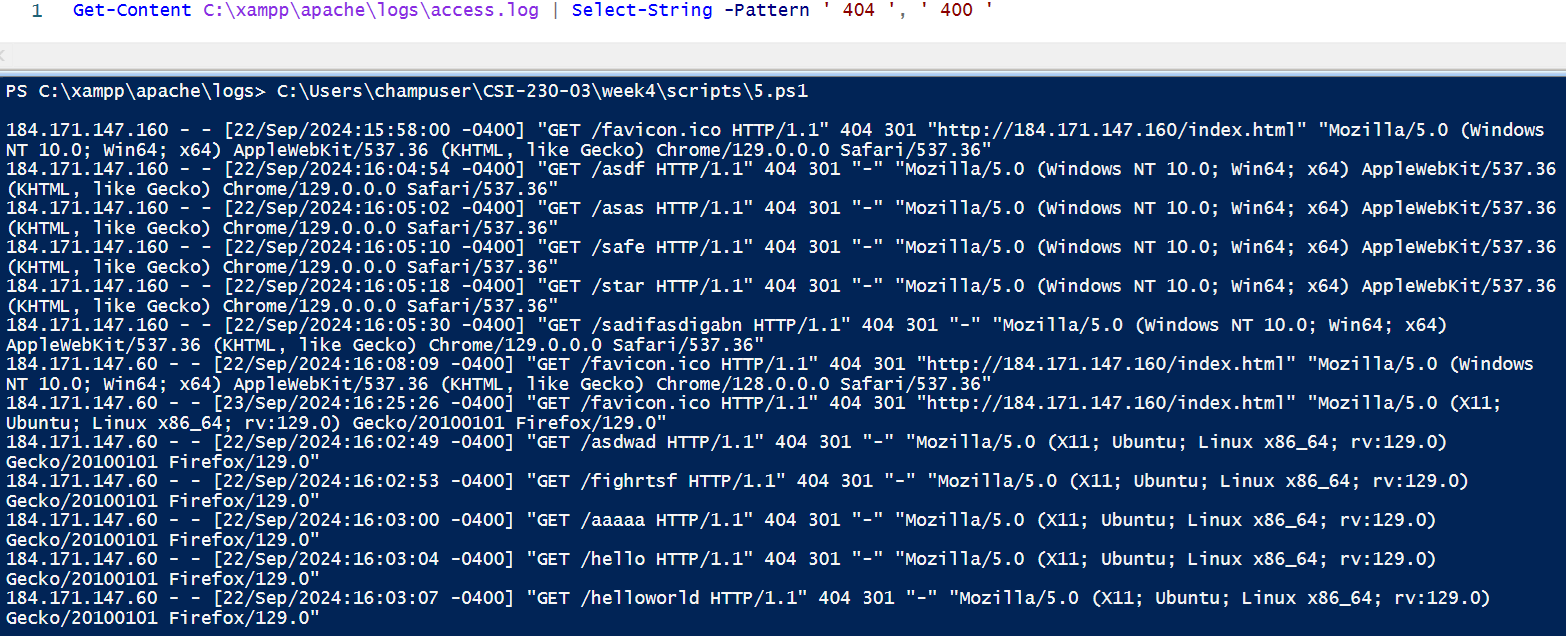 1 Get-Content C:\xampp\apache\logs\access.log | Select-String -Pattern ' 404 ', ' 400 '
PS C:\xampp\apache\logs> C:\Users\champuser\CSI-230-03\week4\scripts\5.ps1
184.171.147.160 - - [22/Sep/2024:15:58:00 -0400] "GET /favicon.ico HTTP/1.1" 404 301 "http://184.171.147.160/index.html" "Mozilla/5.0 (Windows
NT 10.0; Win64; x64) AppleWebKit/537.36 (KHTML, like Gecko) Chrome/129.0.0.0 Safari/537.36"
184.171.147.160 - - [22/Sep/2024:16:04:54 -0400] "GET /asdf HTTP/1.1" 404 301 "-" "Mozilla/5.0 (Windows NT 10.0; Win64; x64) AppleWebKit/537.36
(KHTML, like Gecko) Chrome/129.0.0.0 Safari/537.36"
184.171.147.160 - - [22/Sep/2024:16:05:02 -0400] "GET /asas HTTP/1.1" 404 301 "-" "Mozilla/5.0 (Windows NT 10.0; Win64; x64) AppleWebKit/537.36
(KHTML, like Gecko) Chrome/129.0.0.0 Safari/537.36"
184.171.147.160 - - [22/Sep/2024:16:05:10 -0400] "GET /safe HTTP/1.1" 404 301 "-" "Mozilla/5.0 (Windows NT 10.0; Win64; x64) AppleWebKit/537.36
(KHTML, like Gecko) Chrome/129.0.0.0 Safari/537.36"
184.171.147.160 - - [22/Sep/2024:16:05:18 -0400] "GET /star HTTP/1.1" 404 301 "-" "Mozilla/5.0 (Windows NT 10.0; Win64; x64) AppleWebKit/537.36
(KHTML, like Gecko) Chrome/129.0.0.0 Safari/537.36"
184.171.147.160 - - [22/Sep/2024:16:05:30 -0400] "GET /sadifasdigabn HTTP/1.1" 404 301 "-" "Mozilla/5.0 (Windows NT 10.0; Win64; x64)
AppleWebKit/537.36 (KHTML, like Gecko) Chrome/129.0.0.0 Safari/537.36"
184.171.147.60 - - [22/Sep/2024:16:08:09 -0400] "GET /favicon.ico HTTP/1.1" 404 301 "http://184.171.147.160/index.html" "Mozilla/5.0 (Windows
NT 10.0; Win64; x64) AppleWebKit/537.36 (KHTML, like Gecko) Chrome/128.0.0.0 Safari/537.36"
184.171.147.60 - - [23/Sep/2024:16:25:26 -0400] "GET /favicon.ico HTTP/1.1" 404 301 "http://184.171.147.160/index.html" "Mozilla/5.0 (X11;
Ubuntu; Linux x86_64; rv:129.0) Gecko/20100101 Firefox/129.0"
184.171.147.60 - - [22/Sep/2024:16:02:49 -0400] "GET /asdwad HTTP/1.1" 404 301 "-" "Mozilla/5.0 (X11; Ubuntu; Linux x86_64; rv:129.0)
Gecko/20100101 Firefox/129.0"
184.171.147.60 - - [22/Sep/2024:16:02:53 -0400] "GET /fighrtsf HTTP/1.1" 404 301 "-" "Mozilla/5.0 (X11; Ubuntu; Linux x86_64; rv:129.0)
Gecko/20100101 Firefox/129.0"
184.171.147.60 - - [22/Sep/2024:16:03:00 -0400] "GET /aaaaa HTTP/1.1" 404 301 "-" "Mozilla/5.0 (X11; Ubuntu; Linux x86_64; rv:129.0)
Gecko/20100101 Firefox/129.0"
184.171.147.60 - - [22/Sep/2024:16:03:04 -0400] "GET /hello HTTP/1.1" 404 301 "-" "Mozilla/5.0 (X11; Ubuntu; Linux x86_64; rv:129.0)
Gecko/20100101 Firefox/129.0"
184.171.147.60 - - [22/Sep/2024:16:03:07 -0400] "GET /helloworld HTTP/1.1" 404 301 "-" "Mozilla/5.0 (X11; Ubuntu; Linux x86_64; rv:129.0)
Gecko/20100101 Firefox/129.0"